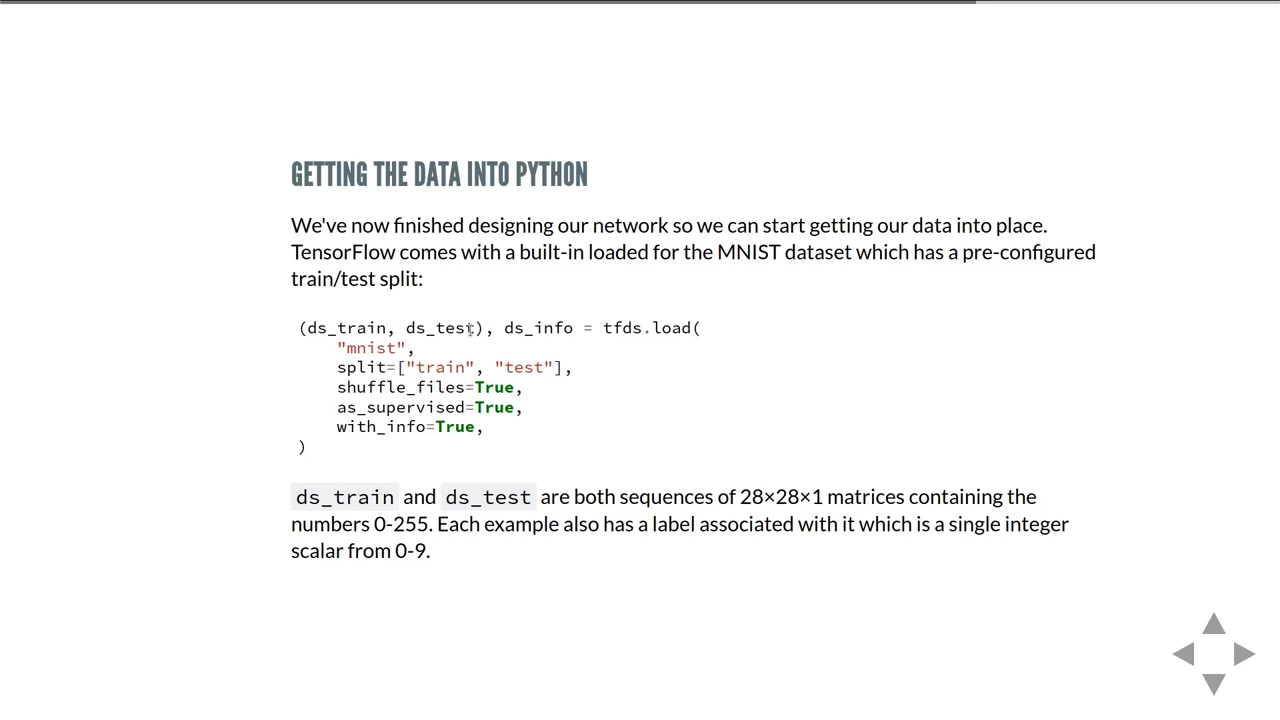 GETTING THE DATA INTO PYTHON
We've now finished designing our network so we can start getting our data into place.
TensorFlow comes with a built-in loaded for the MNIST dataset which has a pre-configured
train/test split:
(ds_train, ds_test), ds_info = tfds.load(
    "mnist",
    split=["train", "test"],
    shuffle_files=True,
    as_supervised=True,
    with_info=True,
)
ds_train and ds_test are both sequences of 28×28×1 matrices containing the
numbers 0-255. Each example also has a label associated with it which is a single integer
scalar from 0-9.